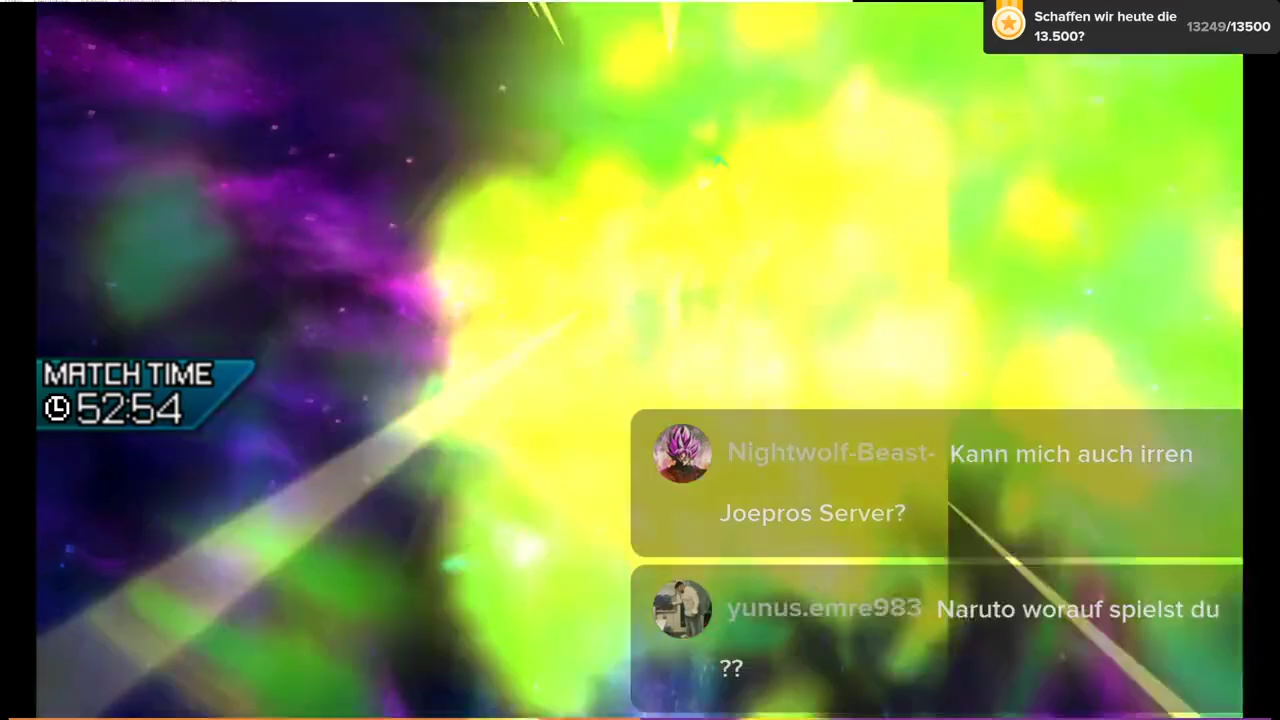 Schaffen wir heute die
13.500?
13249/13500
MATCH TIME
52:54
Nightwolf-Beast- Kann mich auch irren
Joepros Server?
yunus.emre983 Naruto worauf spielst du
??